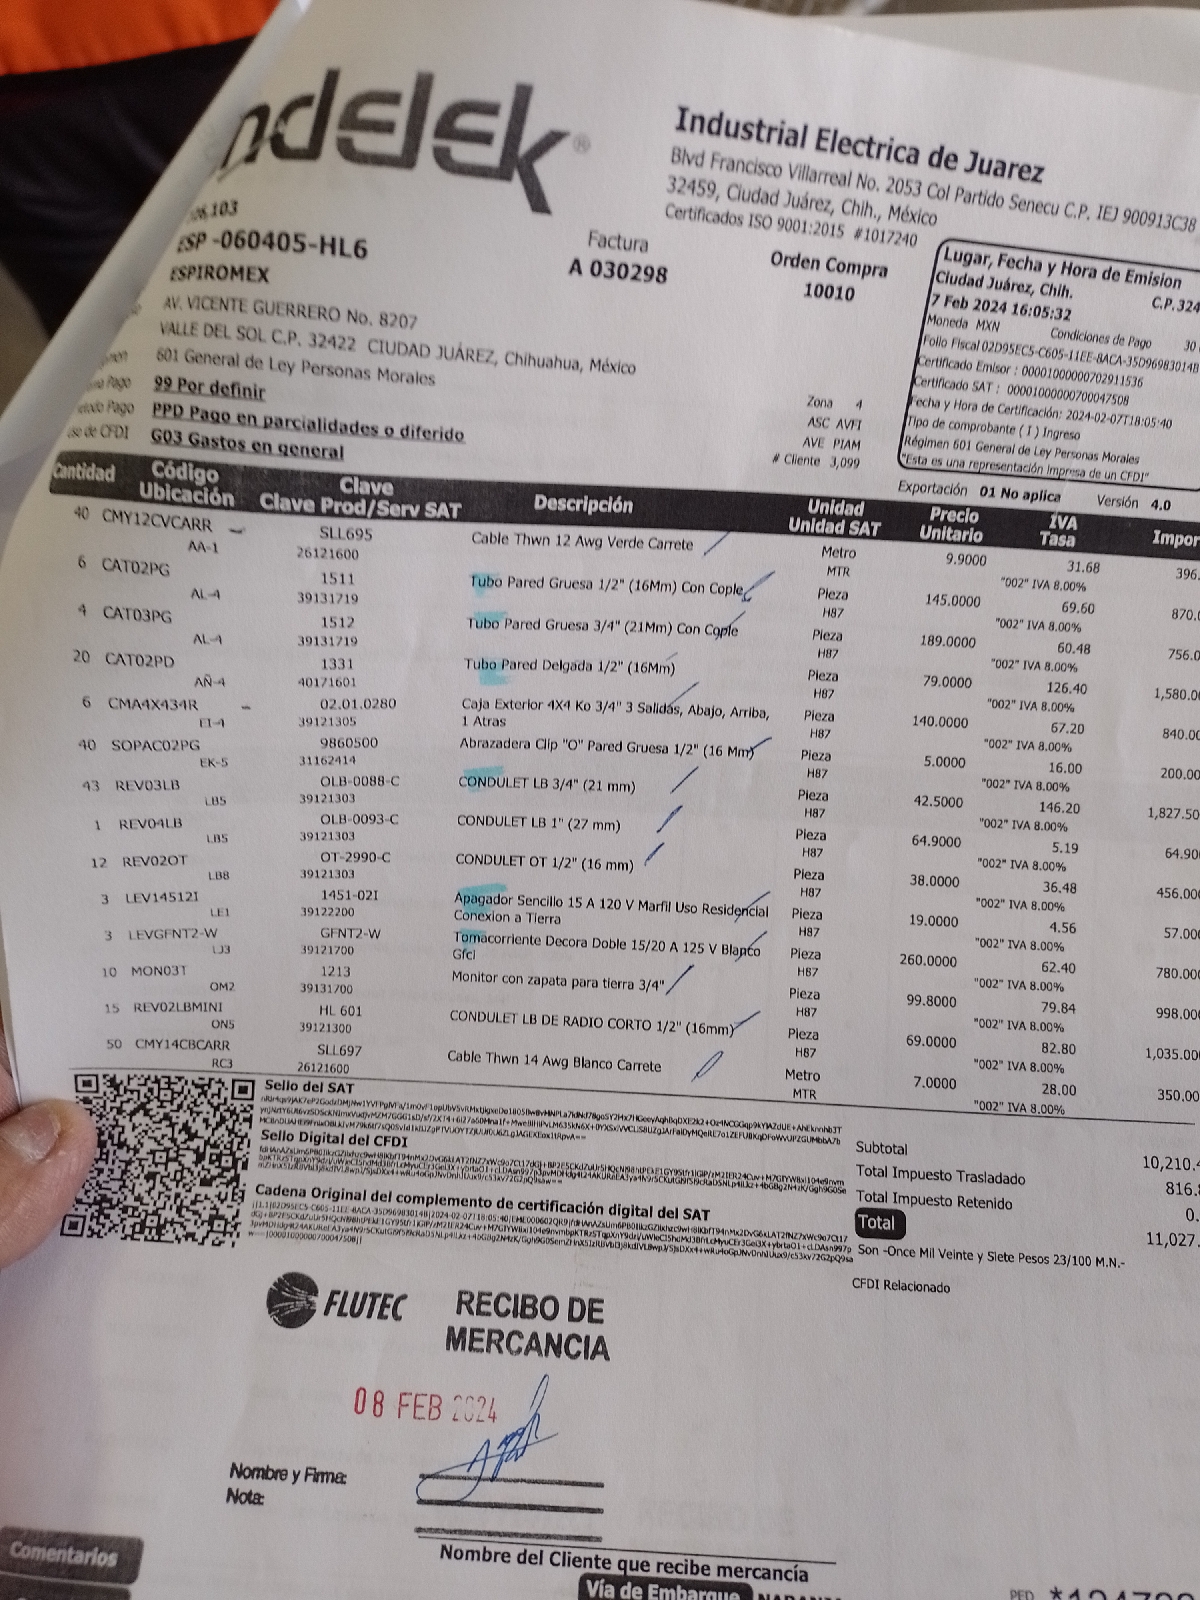 ndelek®
Industrial Electrica de Juarez
Blvd Francisco Villarreal No. 2053 Col Partido Senecu C.P.
32459, Ciudad Juárez, Chih., México
IEJ 900913C38
Certificados ISO 9001:2015 #1017240
06,103
ESP -060405-HL6
ESPIROMEX
AV. VICENTE GUERRERO No. 8207
VALLE DEL SOL C.P. 32422 CIUDAD JUÁREZ, Chihuahua, México
601 General de Ley Personas Morales
Pago 99 Por definir
Pago PPD Pago en parcialidades o diferido
de CFDI G03 Gastos en general
Factura
A 030298
Orden Compra
10010
Lugar, Fecha y Hora de Emision
Ciudad Juárez, Chih. C.P.324
7 Feb 2024 16:05:32
Moneda MXN Condiciones de Pago 30
Folio Fiscal 02D95EC5-C605-11EE-8ACA-35D96983014B
Certificado Emisor : 00001000000702911536
Certificado SAT : 00001000000700047508
Fecha y Hora de Certificación: 2024-02-07T18:05:40
Tipo de comprobante ( I ) Ingreso
Régimen 601 General de Ley Personas Morales
"Esta es una representación impresa de un CFDI"
Zona 4
ASC AVFI
AVE PIAM
# Cliente 3,099
Exportación 01 No aplica Versión 4.0
Cantidad Código Ubicación Clave Clave Prod/Serv SAT Descripción Unidad Unidad SAT Precio Unitario IVA Tasa Impor
40 CMY12CVCARR SLL695 Cable Thwn 12 Awg Verde Carrete Metro 9.9000 31.68 396.
AA-1 26121600 MTR "002" IVA 8.00%
6 CAT02PG 1511 Tubo Pared Gruesa 1/2" (16Mm) Con Cople Pieza 145.0000 69.60 870.0
AL-4 39131719 H87 "002" IVA 8.00%
4 CAT03PG 1512 Tubo Pared Gruesa 3/4" (21Mm) Con Cople Pieza 189.0000 60.48 756.0
AL-4 39131719 H87 "002" IVA 8.00%
20 CAT02PD 1331 Tubo Pared Delgada 1/2" (16Mm) Pieza 79.0000 126.40 1,580.00
AÑ-4 40171601 H87 "002" IVA 8.00%
6 CMA4X434R 02.01.0280 Caja Exterior 4X4 Ko 3/4" 3 Salidas, Abajo, Arriba, Pieza 140.0000 67.20 840.00
EI-4 39121305 1 Atras H87 "002" IVA 8.00%
40 SOPAC02PG 9860500 Abrazadera Clip "O" Pared Gruesa 1/2" (16 Mm) Pieza 5.0000 16.00 200.00
EK-5 31162414 H87 "002" IVA 8.00%
43 REV03LB OLB-0088-C CONDULET LB 3/4" (21 mm) Pieza 42.5000 146.20 1,827.50
LB5 39121303 H87 "002" IVA 8.00%
1 REV04LB OLB-0093-C CONDULET LB 1" (27 mm) Pieza 64.9000 5.19 64.90
LB5 39121303 H87 "002" IVA 8.00%
12 REV02OT OT-2990-C CONDULET OT 1/2" (16 mm) Pieza 38.0000 36.48 456.00
LB8 39121303 H87 "002" IVA 8.00%
3 LEV14512I 1451-02I Apagador Sencillo 15 A 120 V Marfil Uso Residencial Pieza 19.0000 4.56 57.00
LE1 39122200 Conexion a Tierra H87 "002" IVA 8.00%
3 LEVGFNT2-W GFNT2-W Tomacorriente Decora Doble 15/20 A 125 V Blanco Pieza 260.0000 62.40 780.00
LJ3 39121700 Gfci H87 "002" IVA 8.00%
10 MON03T 1213 Monitor con zapata para tierra 3/4" Pieza 99.8000 79.84 998.00
OM2 39131700 H87 "002" IVA 8.00%
15 REV02LBMINI HL 601 CONDULET LB DE RADIO CORTO 1/2" (16mm) Pieza 69.0000 82.80 1,035.00
ON5 39121300 H87 "002" IVA 8.00%
50 CMY14CBCARR SLL697 Cable Thwn 14 Awg Blanco Carrete Metro 7.0000 28.00 350.00
RC3 26121600 MTR "002" IVA 8.00%
Sello del SAT
Sello Digital del CFDI
Cadena Original del complemento de certificación digital del SAT
Subtotal 10,210.4
Total Impuesto Trasladado 816.8
Total Impuesto Retenido 0.
Total 11,027.
Son -Once Mil Veinte y Siete Pesos 23/100 M.N.-
CFDI Relacionado
FLUTEC RECIBO DE
MERCANCIA
08 FEB 2024
Nombre y Firma:
Nota:
Nombre del Cliente que recibe mercancía
Comentarios
Vía de Embarque
PED